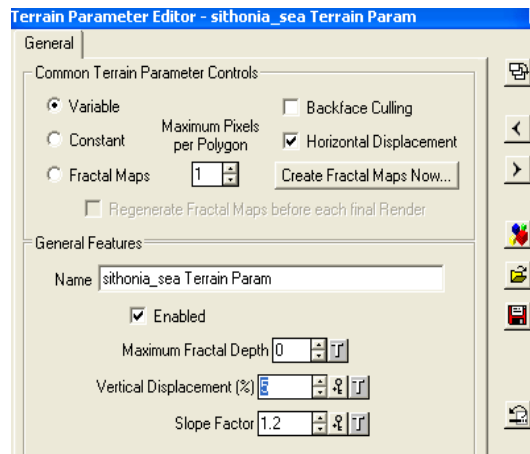 Terrain Parameter Editor - sithonia_sea Terrain Param
General
Common Terrain Parameter Controls
Variable
Backface Culling
Constant
Maximum Pixels
per Polygon
Horizontal Displacement
Fractal Maps
1
Create Fractal Maps Now...
Regenerate Fractal Maps before each final Render
General Features
Name sithonia_sea Terrain Param
Enabled
Maximum Fractal Depth 0 T
Vertical Displacement (%) 5 T
Slope Factor 1.2 T